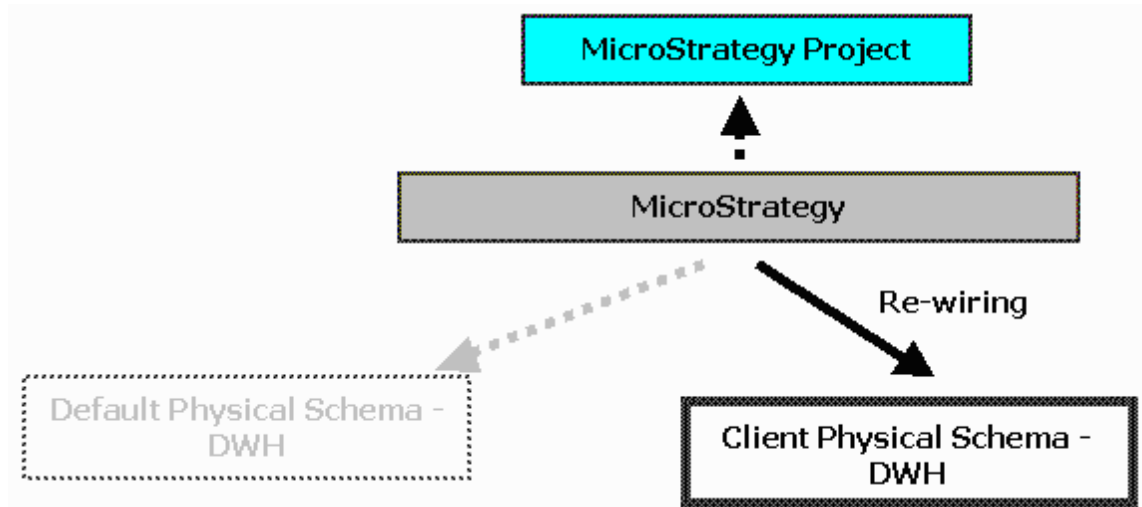 MicroStrategy Project
MicroStrategy
Re-wiring
Default Physical Schema -
DWH
Client Physical Schema -
DWH